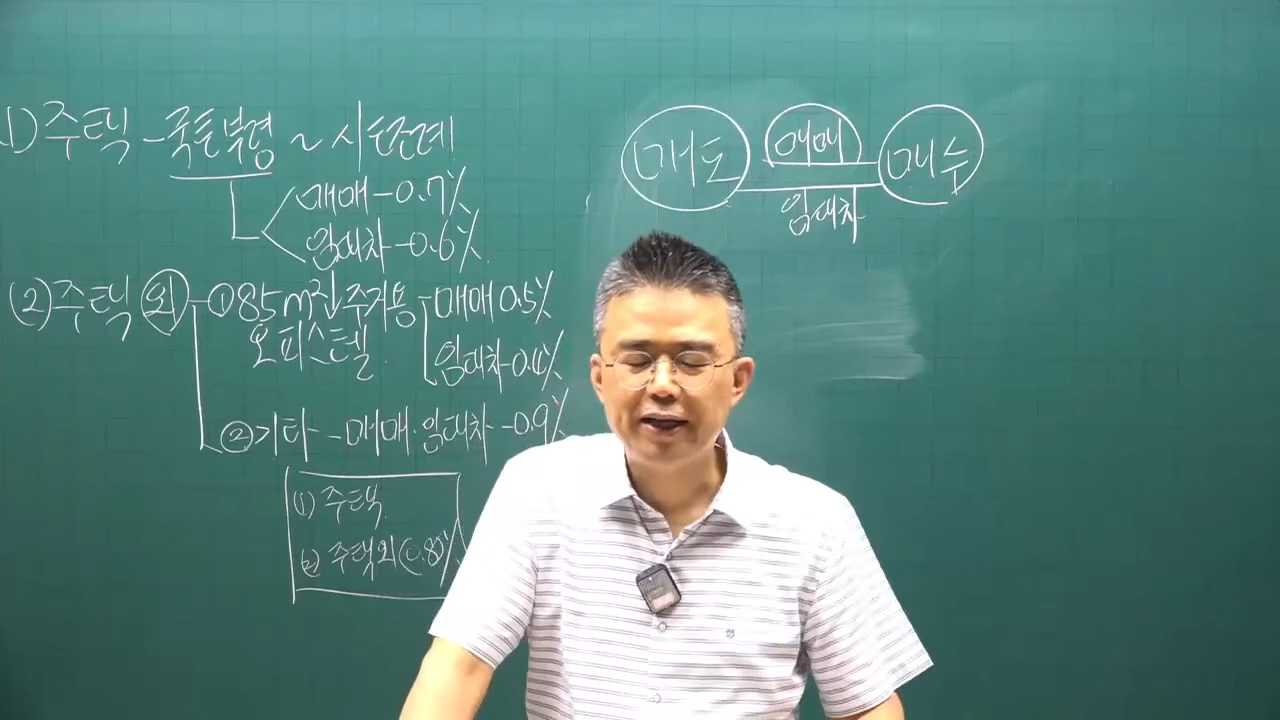 1) 주택 - 국토부령 ~ 시·도조례
매매 - 0.7%
임대차 - 0.6%
(2) 주택 외 - ① 85㎡ 주거용 매매 0.5%
오피스텔 임대차 - 0.4%
② 기타 - 매매·임대차 - 0.9%
(1) 주택
(2) 주택외 (0.8)%
매도 매매 매수
임대차